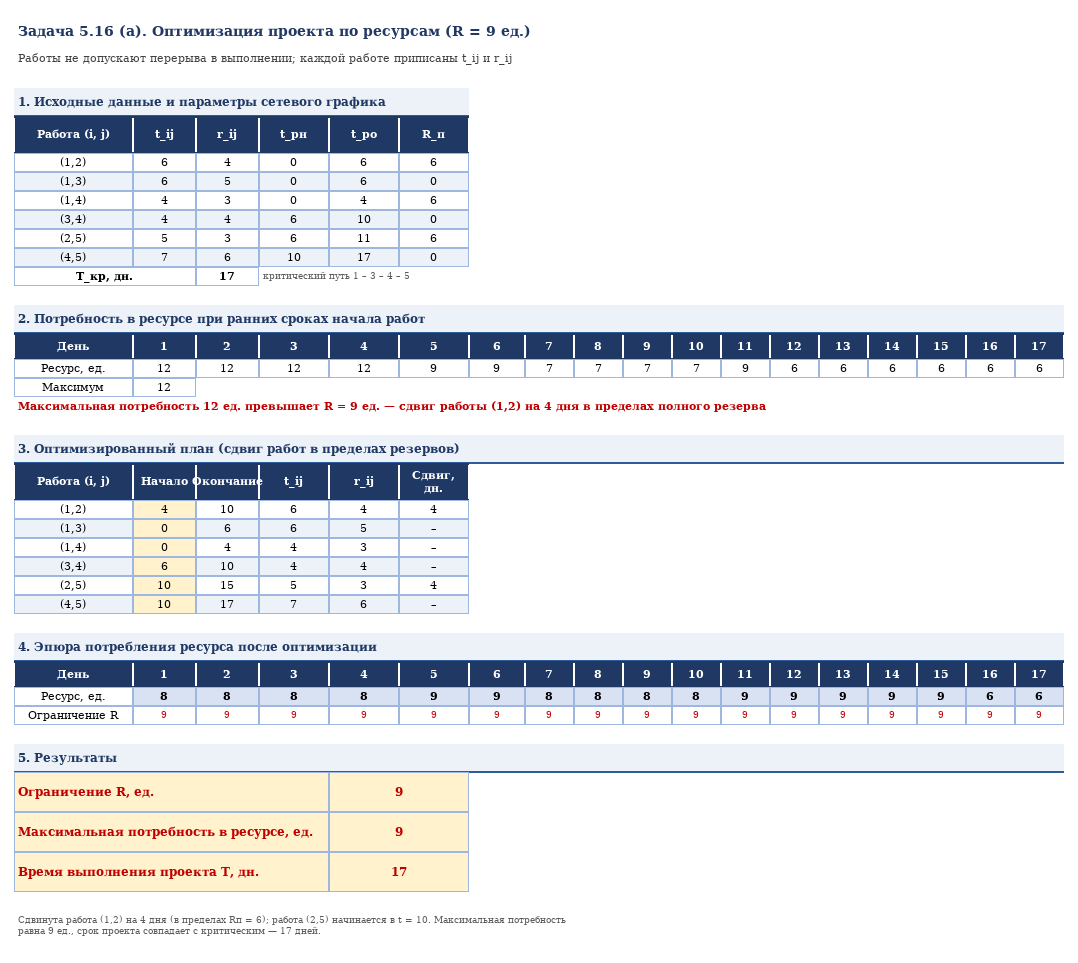 Задача 5.16 (а). Оптимизация проекта по ресурсам (R = 9 ед.)
Работы не допускают перерыва в выполнении; каждой работе приписаны t_ij и r_ij
1. Исходные данные и параметры сетевого графика
Работа (i, j) t_ij r_ij t_рн t_ро R_п
(1,2) 6 4 0 6 6
(1,3) 6 5 0 6 0
(1,4) 4 3 0 4 6
(3,4) 4 4 6 10 0
(2,5) 5 3 6 11 6
(4,5) 7 6 10 17 0
Т_кр, дн. 17 критический путь 1 – 3 – 4 – 5
2. Потребность в ресурсе при ранних сроках начала работ
День 1 2 3 4 5 6 7 8 9 10 11 12 13 14 15 16 17
Ресурс, ед. 12 12 12 12 9 9 7 7 7 7 9 6 6 6 6 6 6
Максимум 12
Максимальная потребность 12 ед. превышает R = 9 ед. — сдвиг работы (1,2) на 4 дня в пределах полного резерва
3. Оптимизированный план (сдвиг работ в пределах резервов)
Работа (i, j) Начало Окончание t_ij r_ij Сдвиг, дн.
(1,2) 4 10 6 4 4
(1,3) 0 6 6 5 –
(1,4) 0 4 4 3 –
(3,4) 6 10 4 4 –
(2,5) 10 15 5 3 4
(4,5) 10 17 7 6 –
4. Эпюра потребления ресурса после оптимизации
День 1 2 3 4 5 6 7 8 9 10 11 12 13 14 15 16 17
Ресурс, ед. 8 8 8 8 9 9 8 8 8 8 9 9 9 9 9 6 6
Ограничение R 9 9 9 9 9 9 9 9 9 9 9 9 9 9 9 9 9
5. Результаты
Ограничение R, ед. 9
Максимальная потребность в ресурсе, ед. 9
Время выполнения проекта Т, дн. 17
Сдвинута работа (1,2) на 4 дня (в пределах Rп = 6); работа (2,5) начинается в t = 10. Максимальная потребность
равна 9 ед., срок проекта совпадает с критическим — 17 дней.